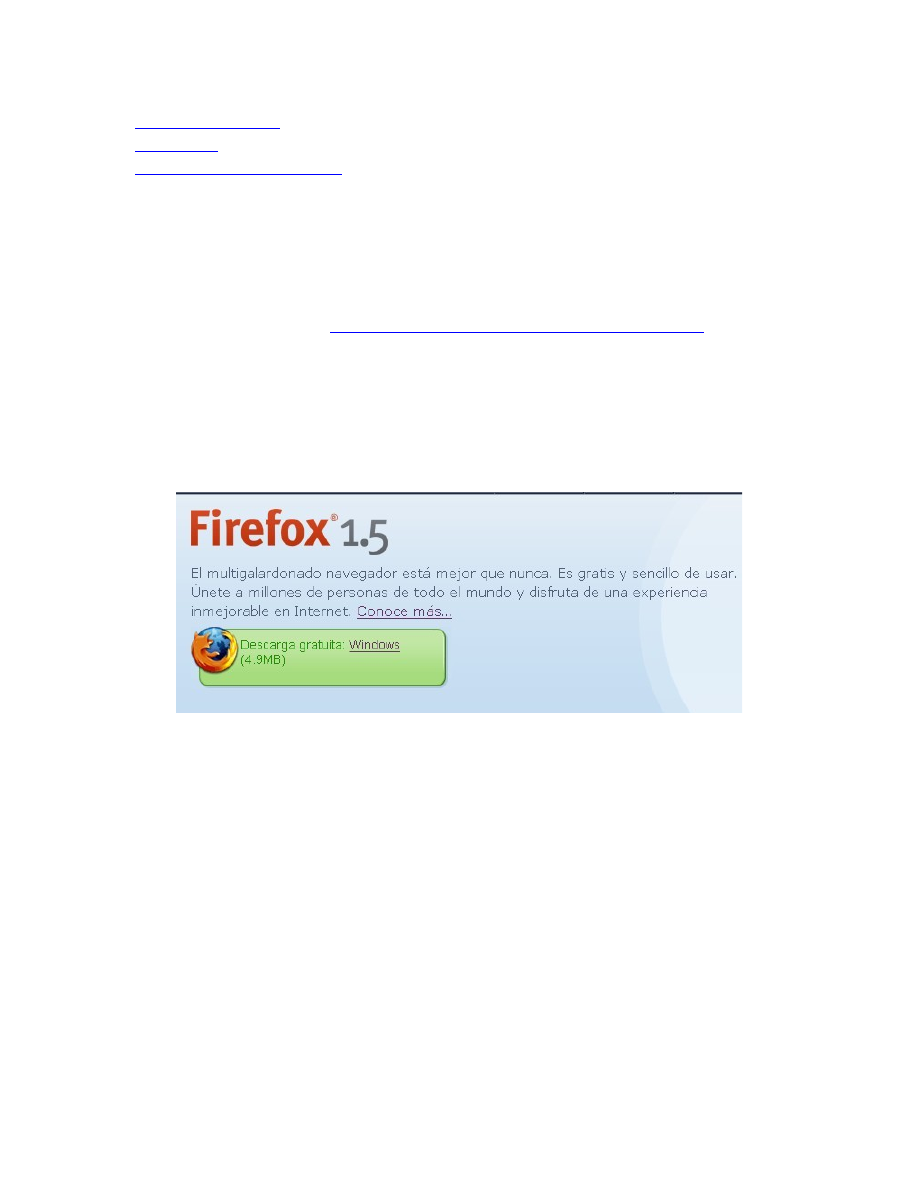 Firefox® 1.5
El multigalardonado navegador está mejor que nunca. Es gratis y sencillo de usar.
Únete a millones de personas de todo el mundo y disfruta de una experiencia
inmejorable en Internet. Conoce más...
Descarga gratuita: Windows
(4.9MB)